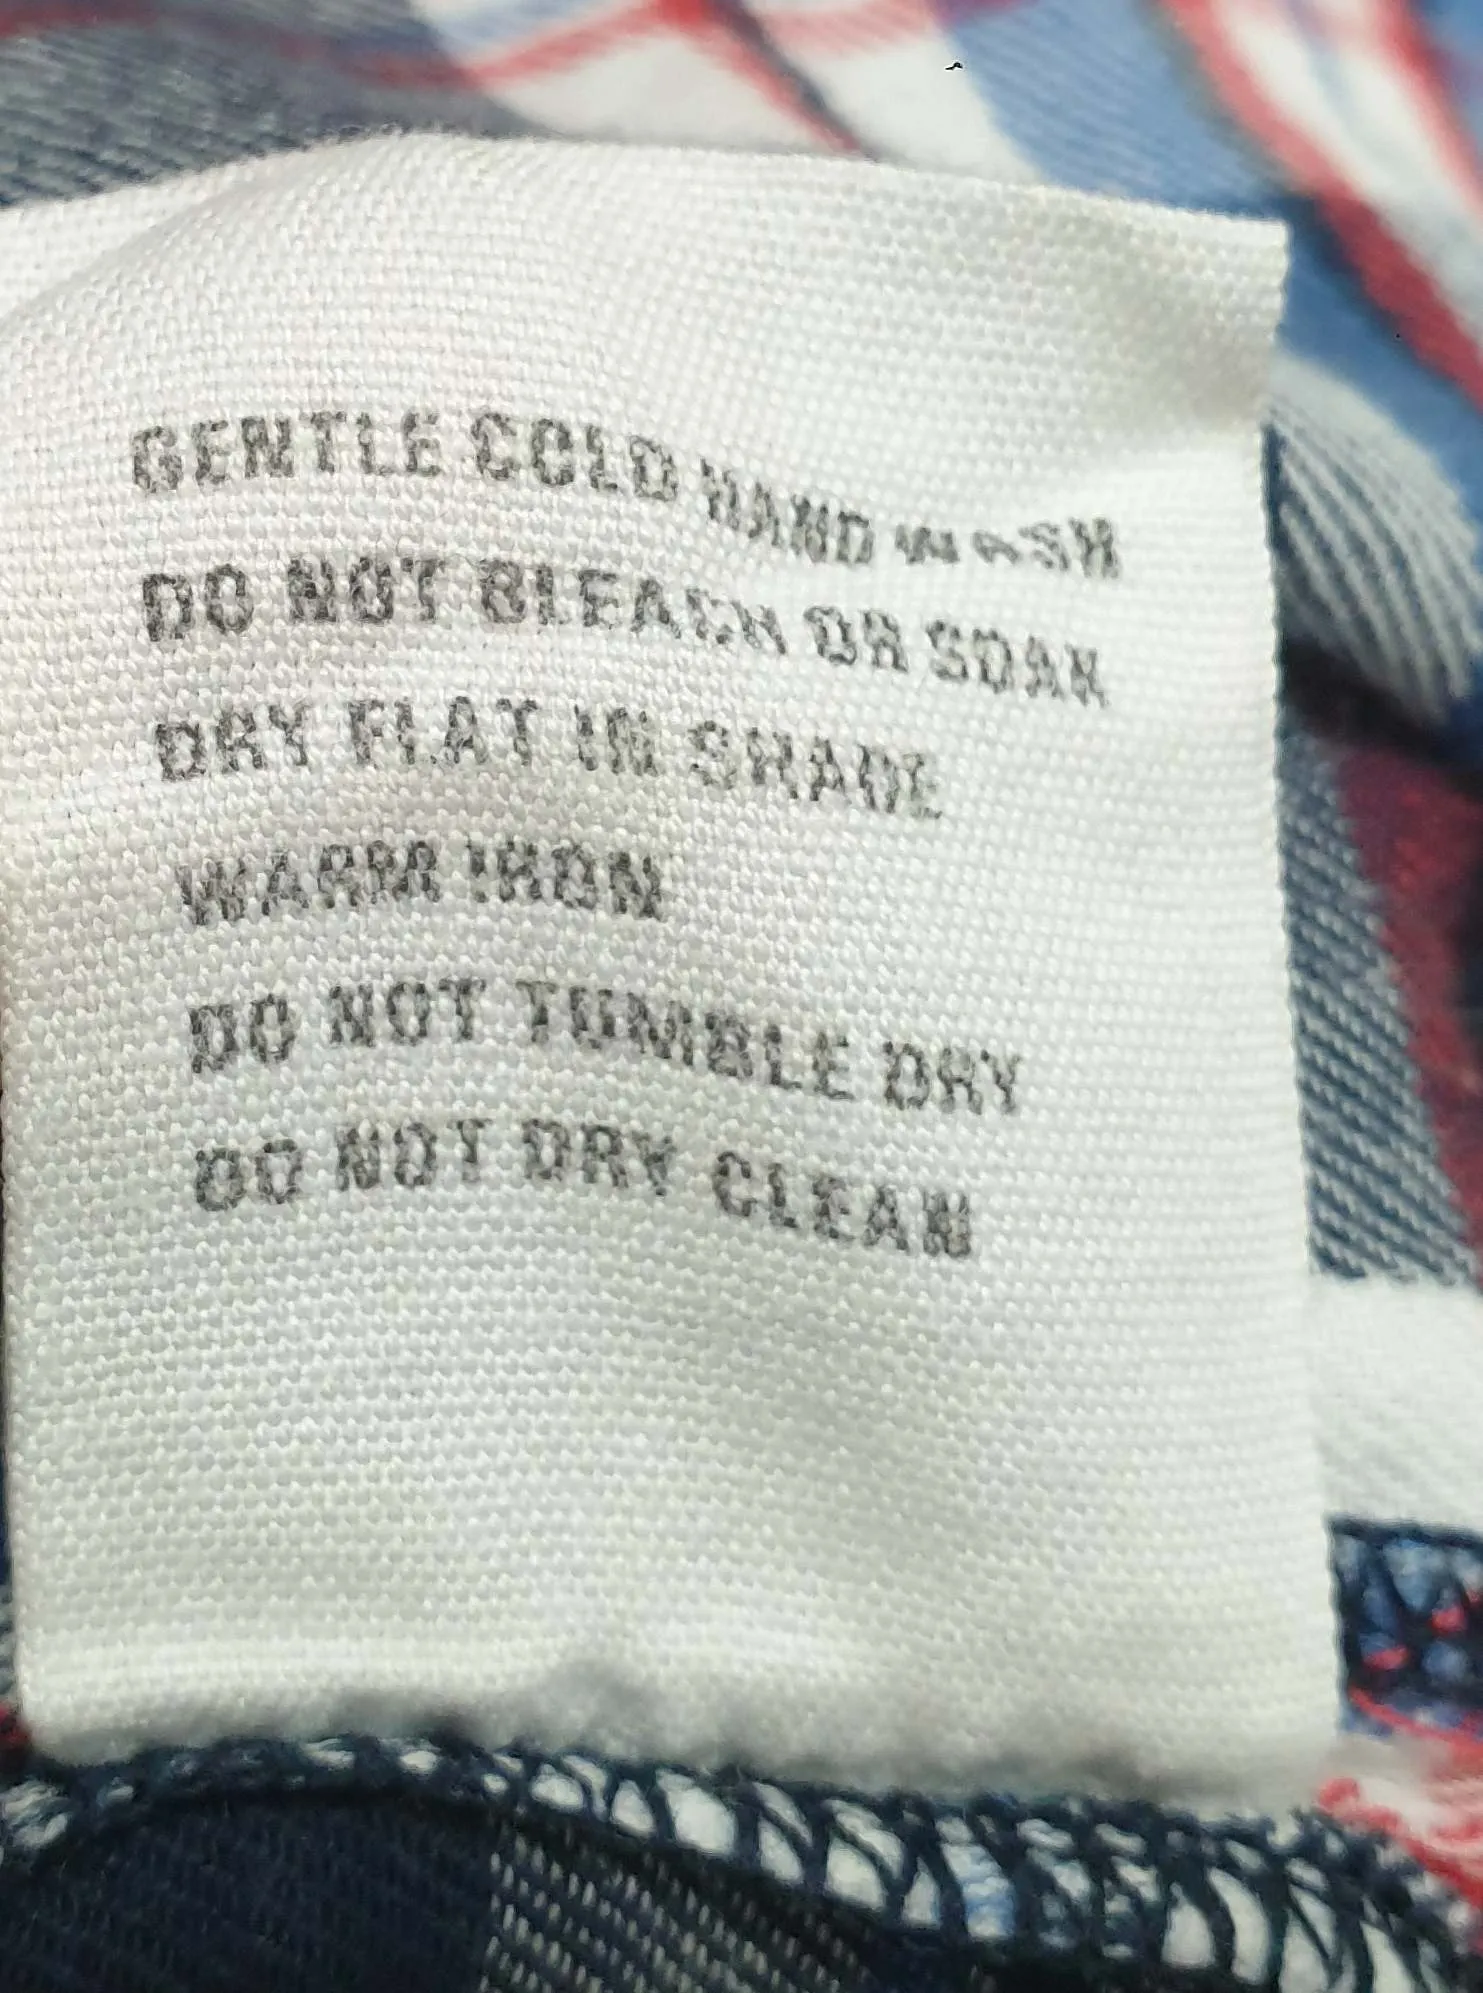 GENTLE COLD HAND WASH
DO NOT BLEACH OR SOAK
DRY FLAT IN SHADE
WARM IRON
DO NOT TUMBLE DRY
DO NOT DRY CLEAN